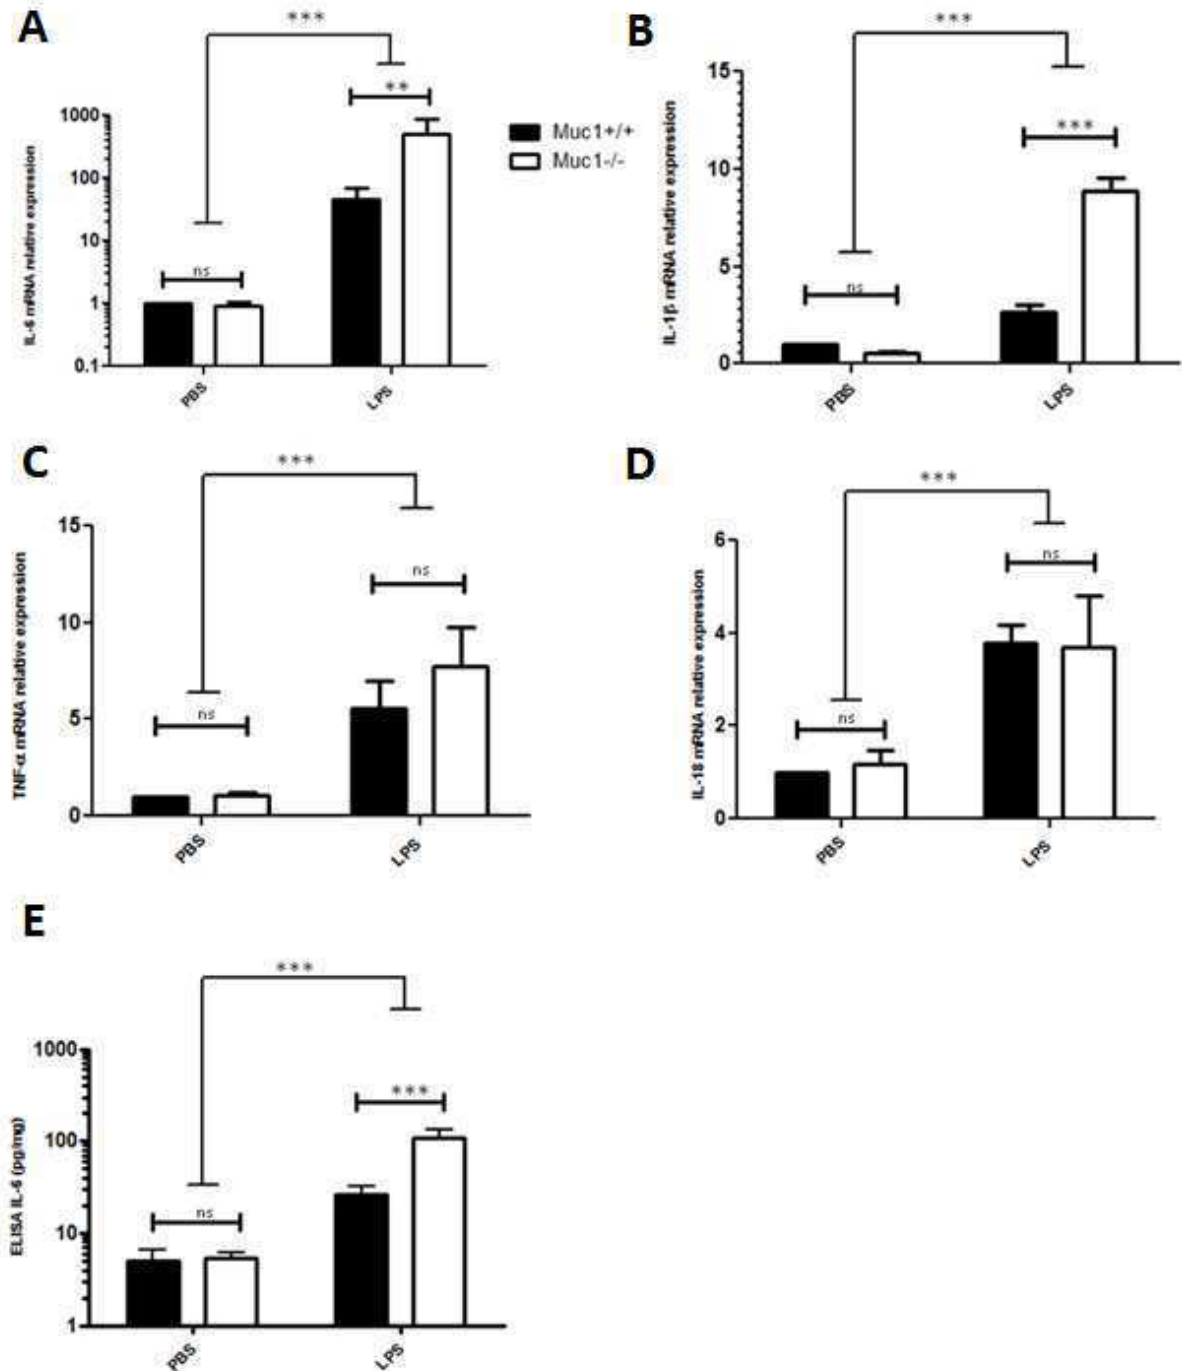 A
***
**
1000
100
10
1
0.1
ns
IL-6 mRNA relative expression
PBS
LPS
Muc1+/+
Muc1-/-
B
***
15
***
10
5
ns
0
IL-1β mRNA relative expression
PBS
LPS
C
***
15
ns
10
5
ns
0
TNF-α mRNA relative expression
PBS
LPS
D
***
6
ns
4
2
ns
0
IL-18 mRNA relative expression
PBS
LPS
E
***
1000
***
100
10
ns
1
ELISA IL-6 (pg/mg)
PBS
LPS